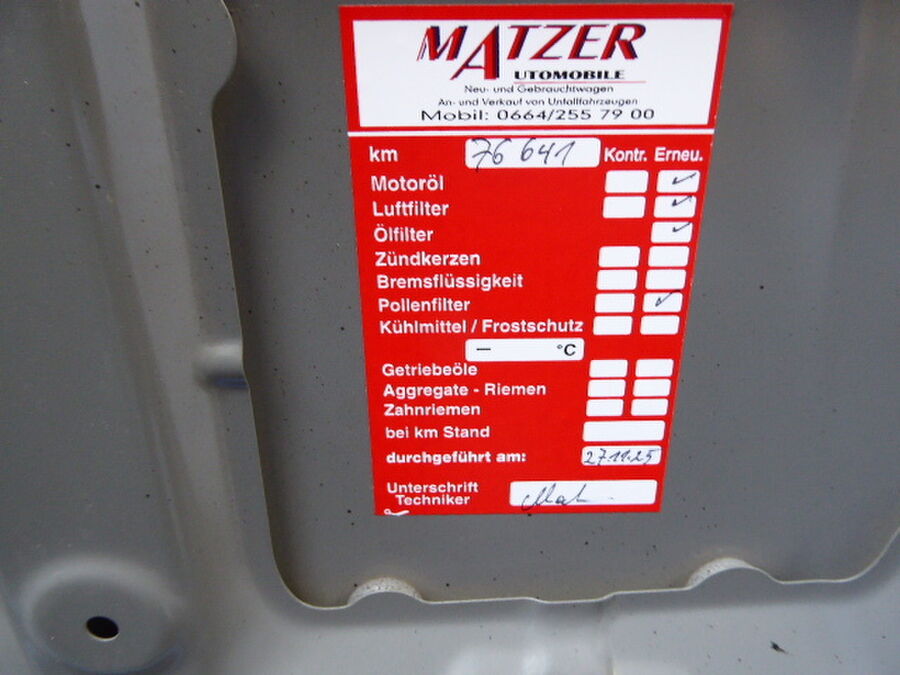 MATZER
AUTOMOBILE
Neu- und Gebrauchtwagen
An- und Verkauf von Unfallfahrzeugen
Mobil: 0664/255 79 00
km 76 641 Kontr. Erneu.
Motoröl ✓
Luftfilter ✓
Ölfilter ✓
Zündkerzen
Bremsflüssigkeit
Pollenfilter ✓
Kühlmittel / Frostschutz
— °C
Getriebeöle
Aggregate - Riemen
Zahnriemen
bei km Stand
durchgeführt am: 27.11.25
Unterschrift
Techniker